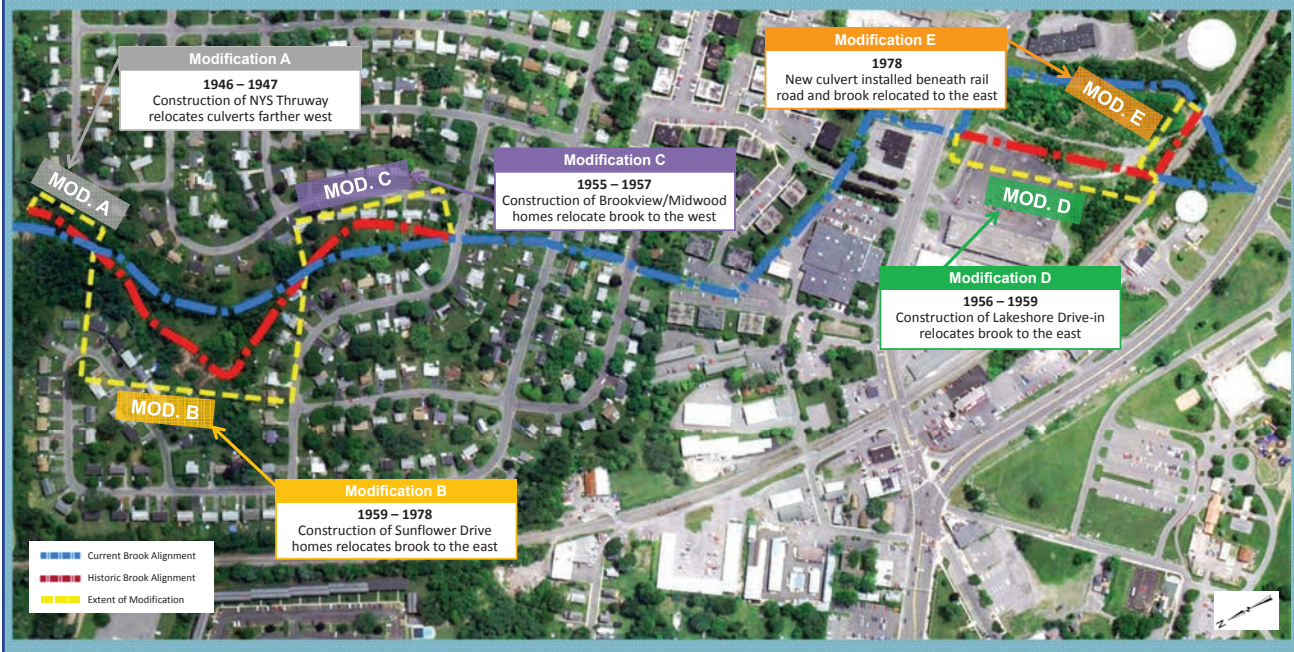 Modification A
1946 – 1947
Construction of NYS Thruway
relocates culverts farther west
Modification E
1978
New culvert installed beneath rail
road and brook relocated to the east
MOD. E
MOD. A
MOD. C
Modification C
1955 – 1957
Construction of Brookview/Midwood
homes relocate brook to the west
MOD. D
Modification D
1956 – 1959
Construction of Lakeshore Drive-in
relocates brook to the east
MOD. B
Modification B
1959 – 1978
Construction of Sunflower Drive
homes relocates brook to the east
Current Brook Alignment
Historic Brook Alignment
Extent of Modification
N